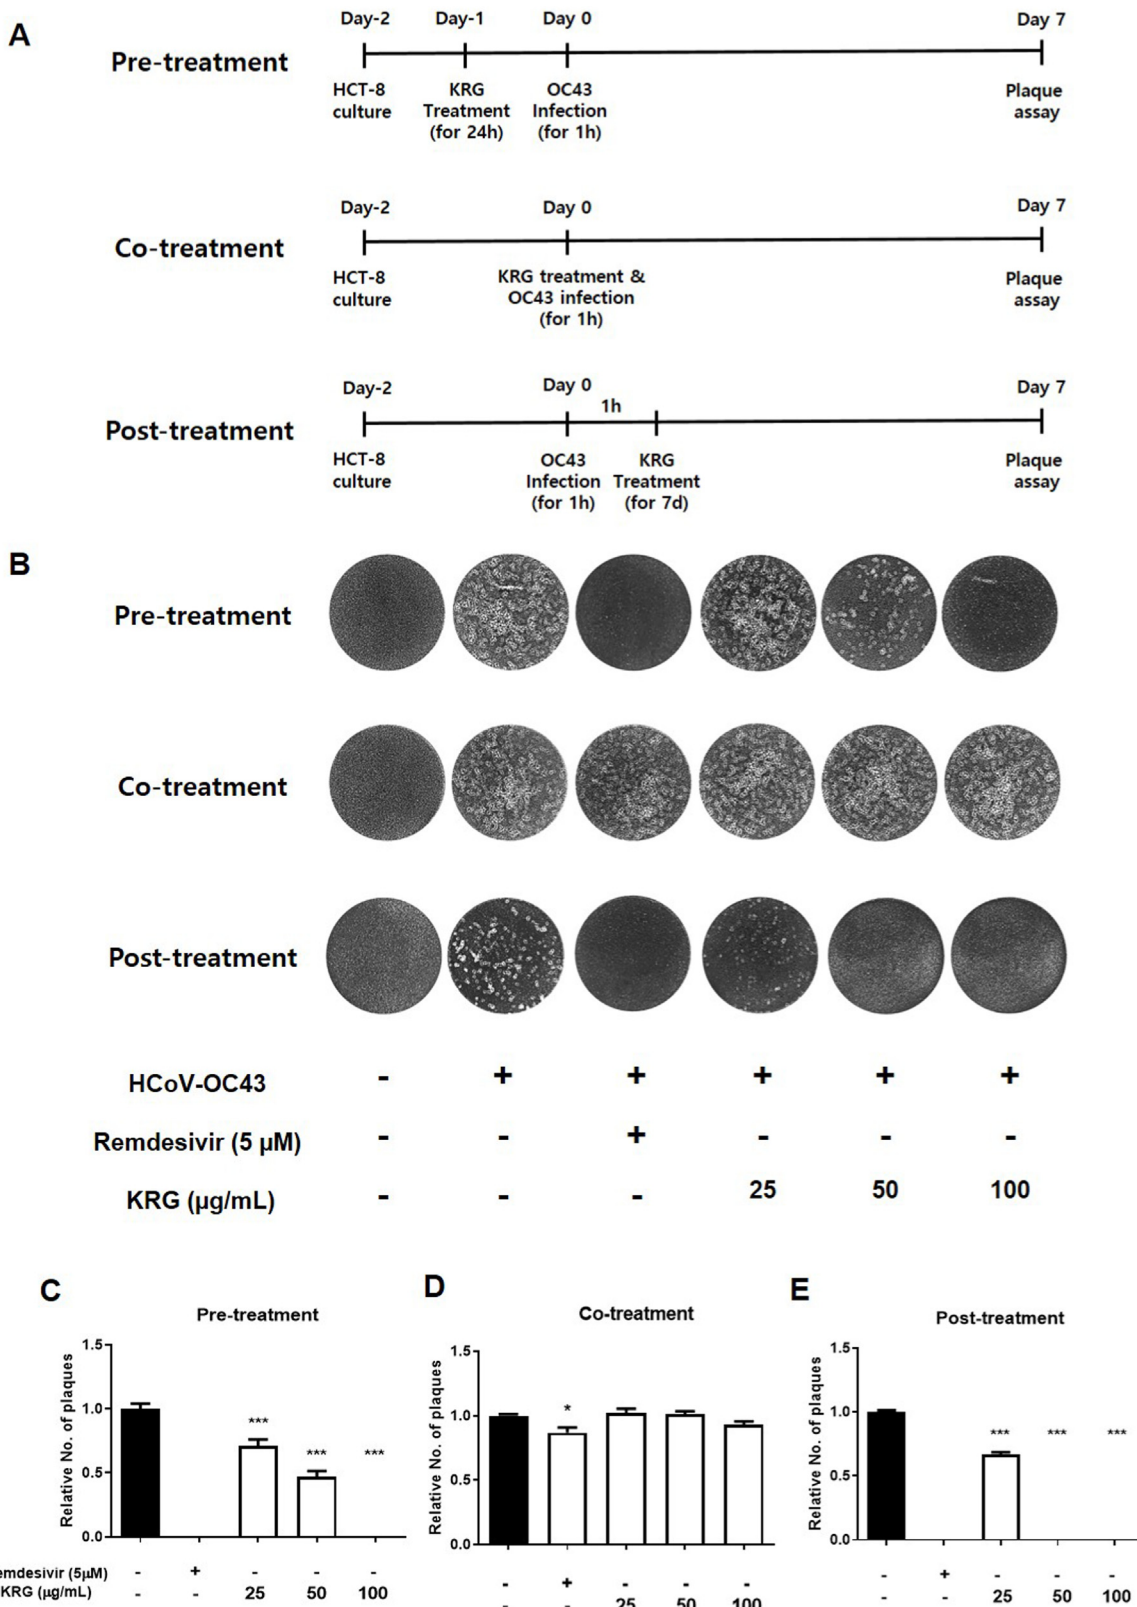 A
Day-2 Day-1 Day 0 Day 7
Pre-treatment
HCT-8 KRG OC43 Plaque
culture Treatment Infection assay
(for 24h) (for 1h)
Day-2 Day 0 Day 7
Co-treatment
HCT-8 KRG treatment & Plaque
culture OC43 infection assay
(for 1h)
Day-2 Day 0 Day 7
1h
Post-treatment
HCT-8 OC43 KRG Plaque
culture Infection Treatment assay
(for 1h) (for 7d)
B
Pre-treatment
Co-treatment
Post-treatment
HCoV-OC43 - + + + + +
Remdesivir (5 µM) - - + - - -
KRG (µg/mL) - - - 25 50 100
C
Pre-treatment
Relative No. of plaques
1.5
1.0
0.5
0.0
*** *** ***
emdesivir (5µM) - + - - -
KRG (µg/mL) - - 25 50 100
D
Co-treatment
Relative No. of plaques
1.5
1.0
0.5
0.0
*
- + - - -
- - 25 50 100
E
Post-treatment
Relative No. of plaques
1.5
1.0
0.5
0.0
*** *** ***
- + - - -
- - 25 50 100